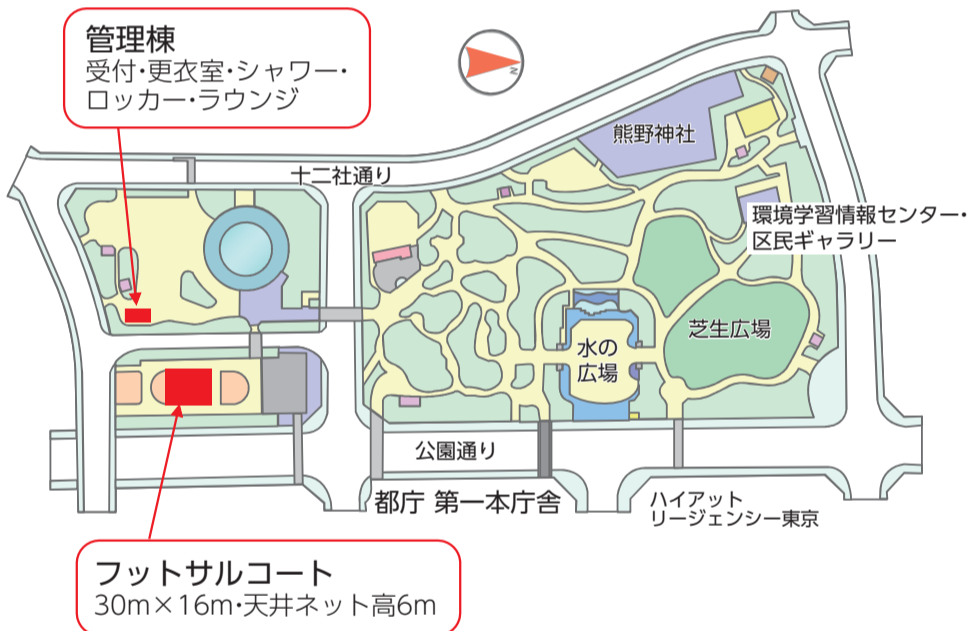 管理棟
受付・更衣室・シャワー・
ロッカー・ラウンジ
N
熊野神社
十二社通り
環境学習情報センター・
区民ギャラリー
芝生広場
水の
広場
公園通り
都庁 第一本庁舎
ハイアット
リージェンシー東京
フットサルコート
30m×16m・天井ネット高6m